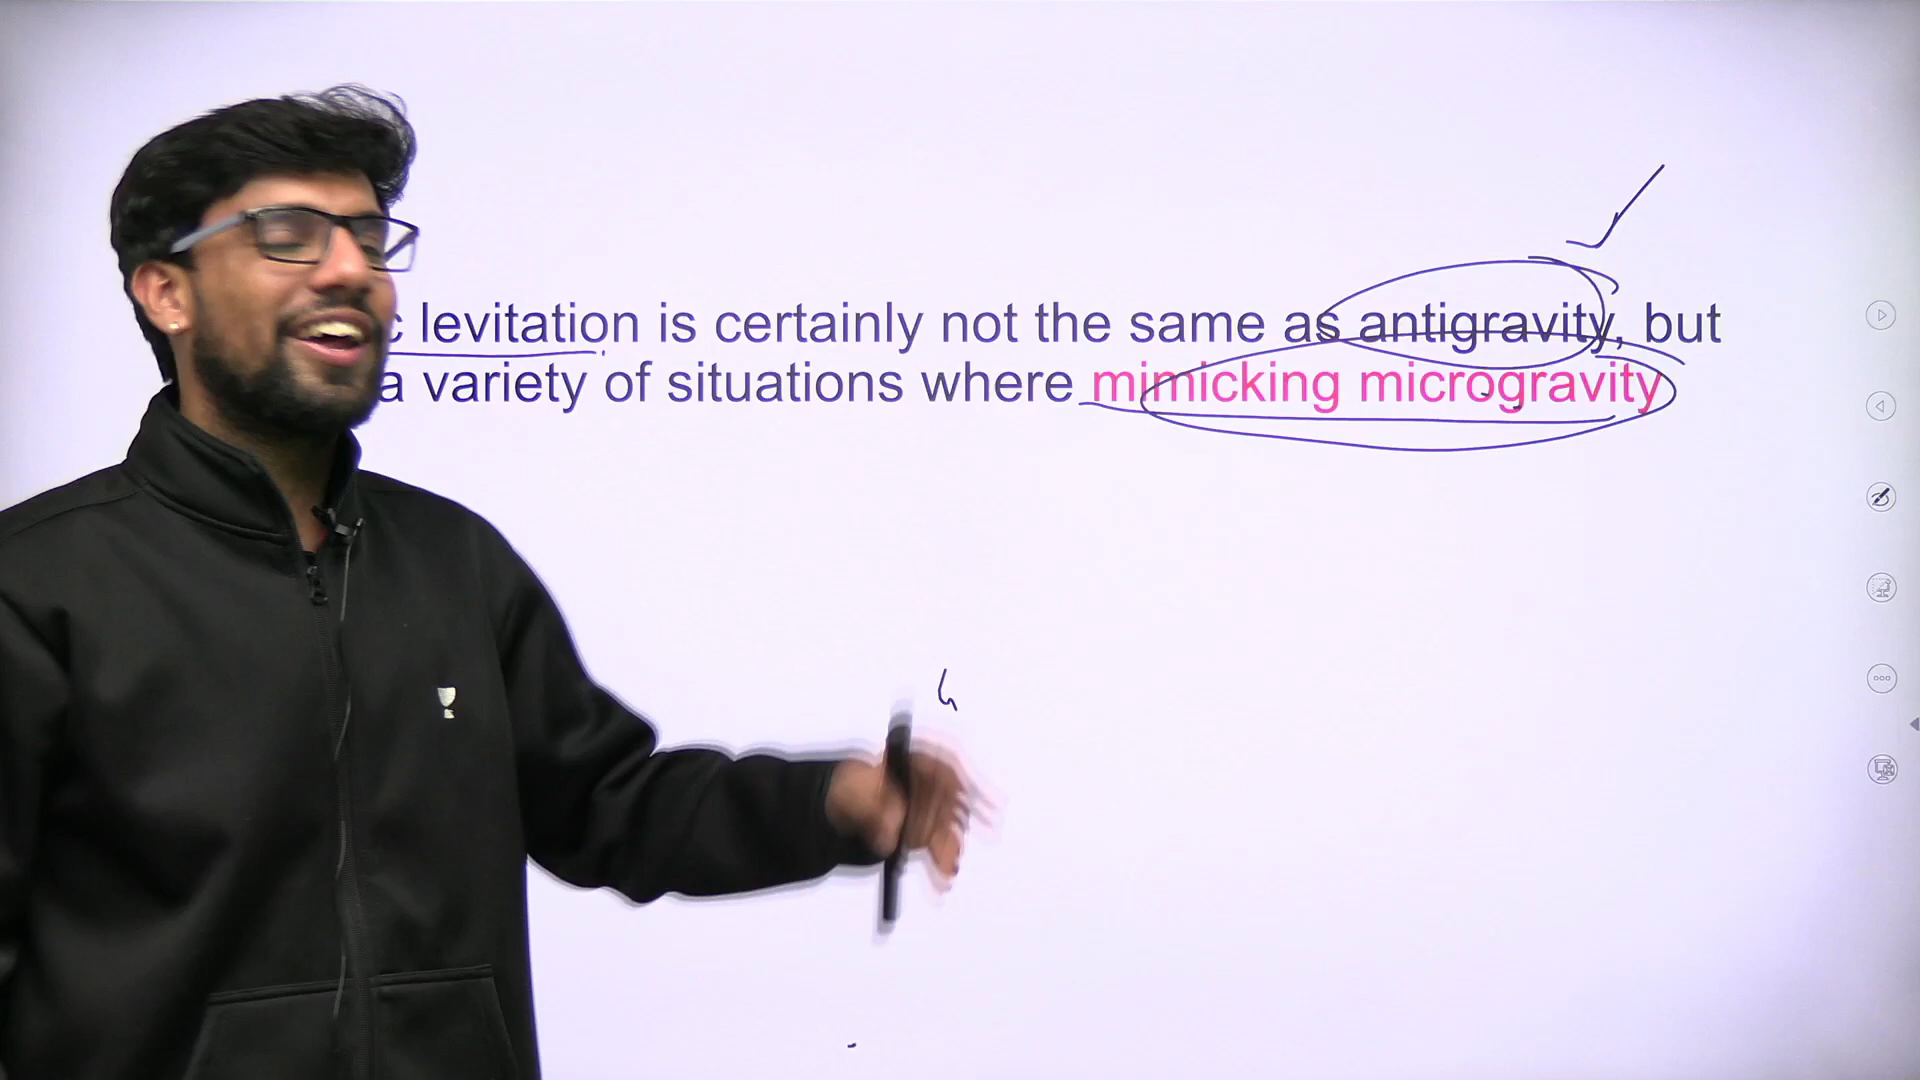 levitation is certainly not the same as antigravity, but
a variety of situations where mimicking microgravity